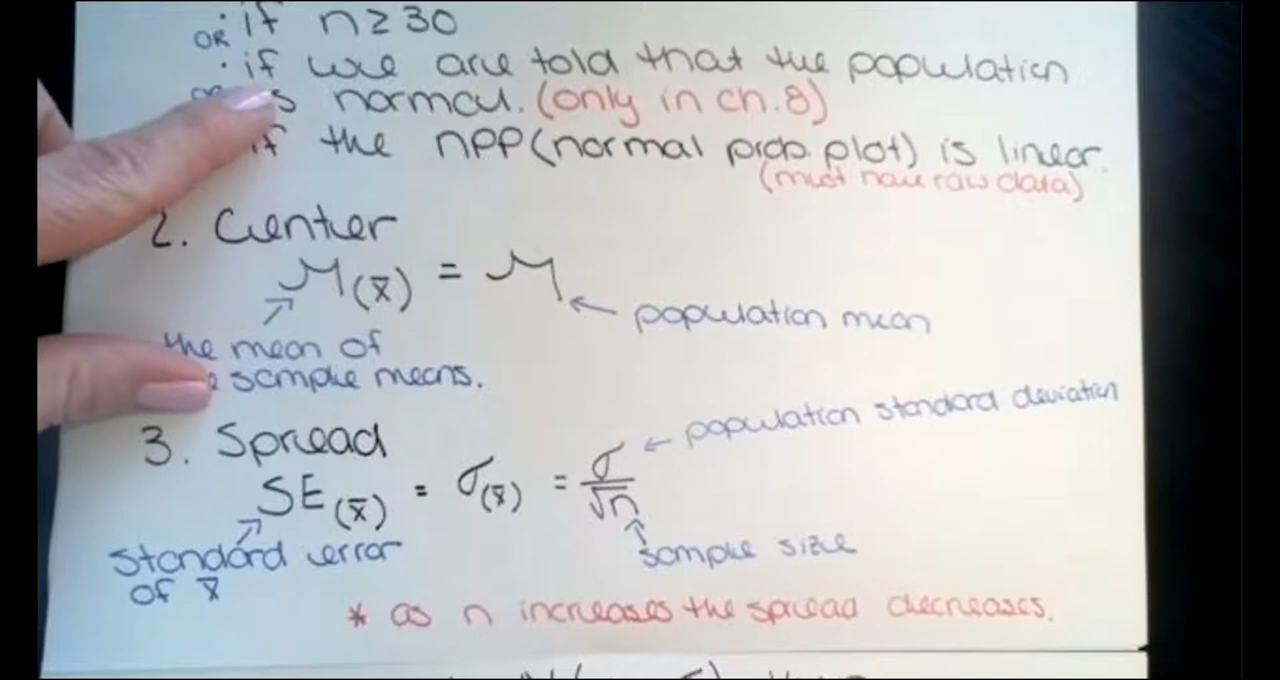 · if n ≥ 30
OR
· if we are told that the population
is normal. (only in ch. 8)
if the npp (normal prob. plot) is linear.
(must have raw data)
2. Center
μ(x̄) = μ
population mean
the mean of
sample means.
3. Spread
population standard deviation
SE(x̄) = σ(x̄) = σ/√n
standard error
of x̄
sample size
* as n increases the spread decreases.